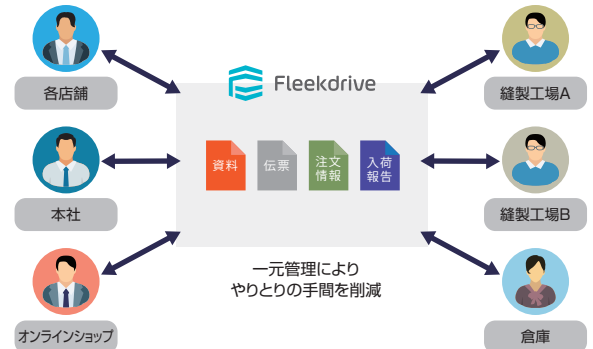 Fleekdrive
各店舗
縫製工場A
資料
伝票
注文
情報
入荷
報告
本社
縫製工場B
一元管理により
やりとりの手間を削減
オンラインショップ
倉庫